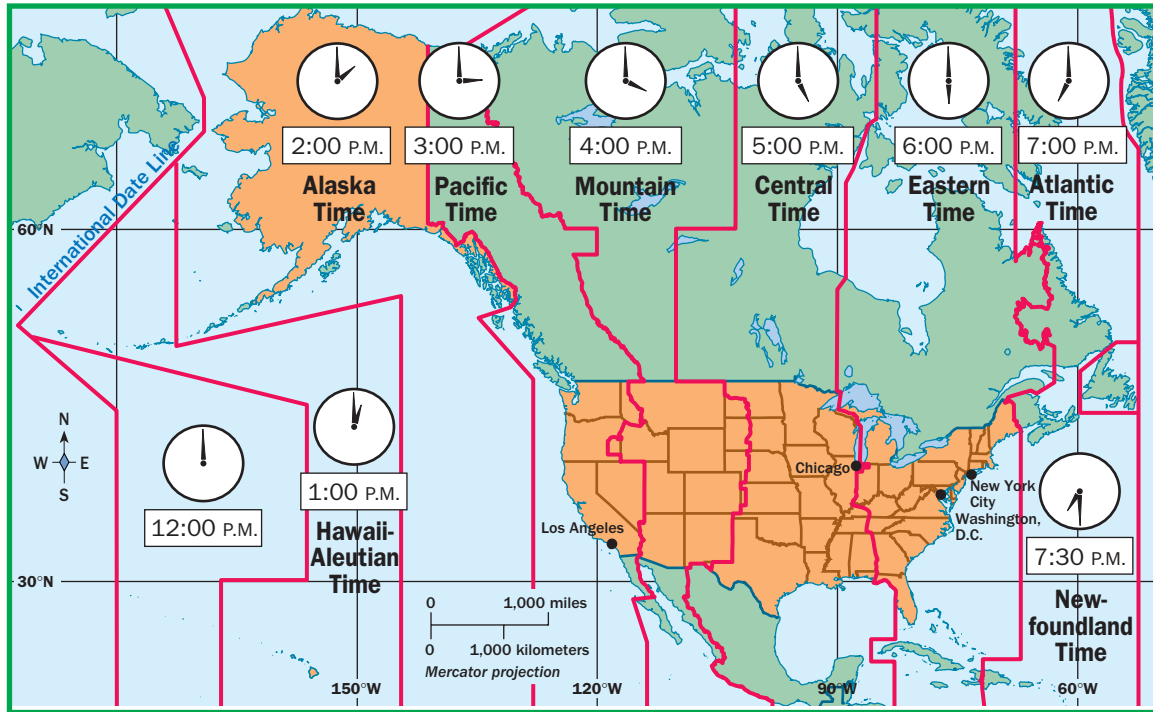 2:00 P.M.
3:00 P.M.
4:00 P.M.
5:00 P.M.
6:00 P.M.
7:00 P.M.
Alaska
Time
Pacific
Time
Mountain
Time
Central
Time
Eastern
Time
Atlantic
Time
International Date Line
60°N
N
W E
S
12:00 P.M.
1:00 P.M.
Hawaii-
Aleutian
Time
Chicago
New York
City
Washington,
D.C.
Los Angeles
7:30 P.M.
New-
foundland
Time
30°N
0 1,000 miles
0 1,000 kilometers
Mercator projection
150°W
120°W
90°W
60°W